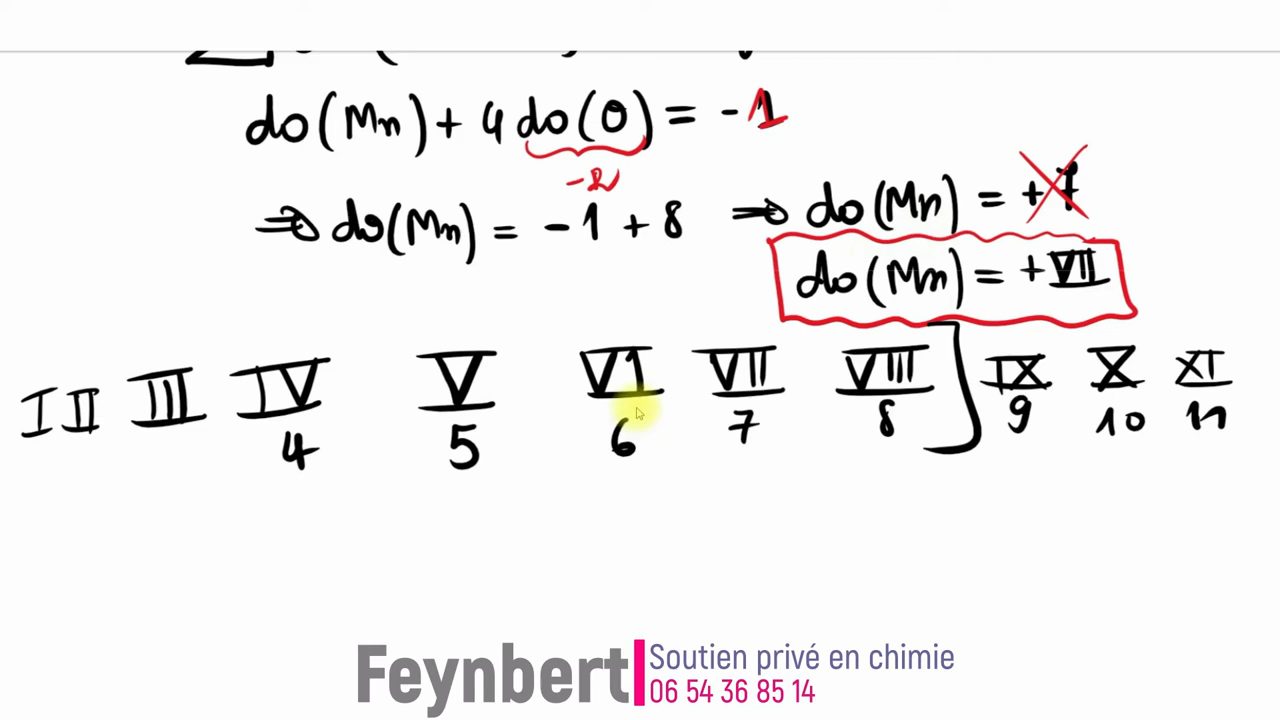 do(Mn) + 4 do(O) = -1
-2
⇒ do(Mn) = -1 + 8 ⇒ do(Mn) = +7
do(Mn) = +VII
I II III IV V VI VII VIII ] IX X XI
4 5 6 7 8 9 10 11
Feynbert
Soutien privé en chimie
06 54 36 85 14